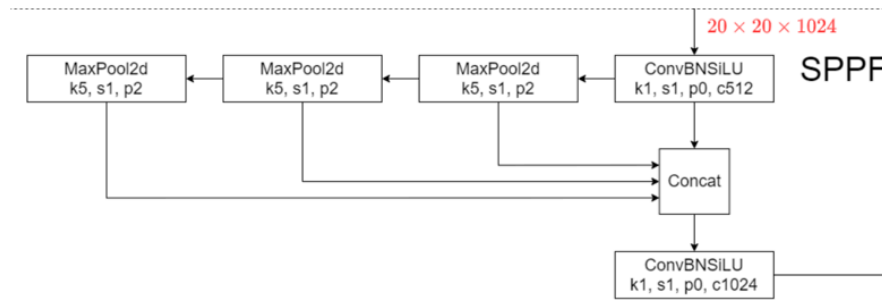 20 × 20 × 1024
MaxPool2d
k5, s1, p2
MaxPool2d
k5, s1, p2
MaxPool2d
k5, s1, p2
ConvBNSiLU
k1, s1, p0, c512
SPPF
Concat
ConvBNSiLU
k1, s1, p0, c1024